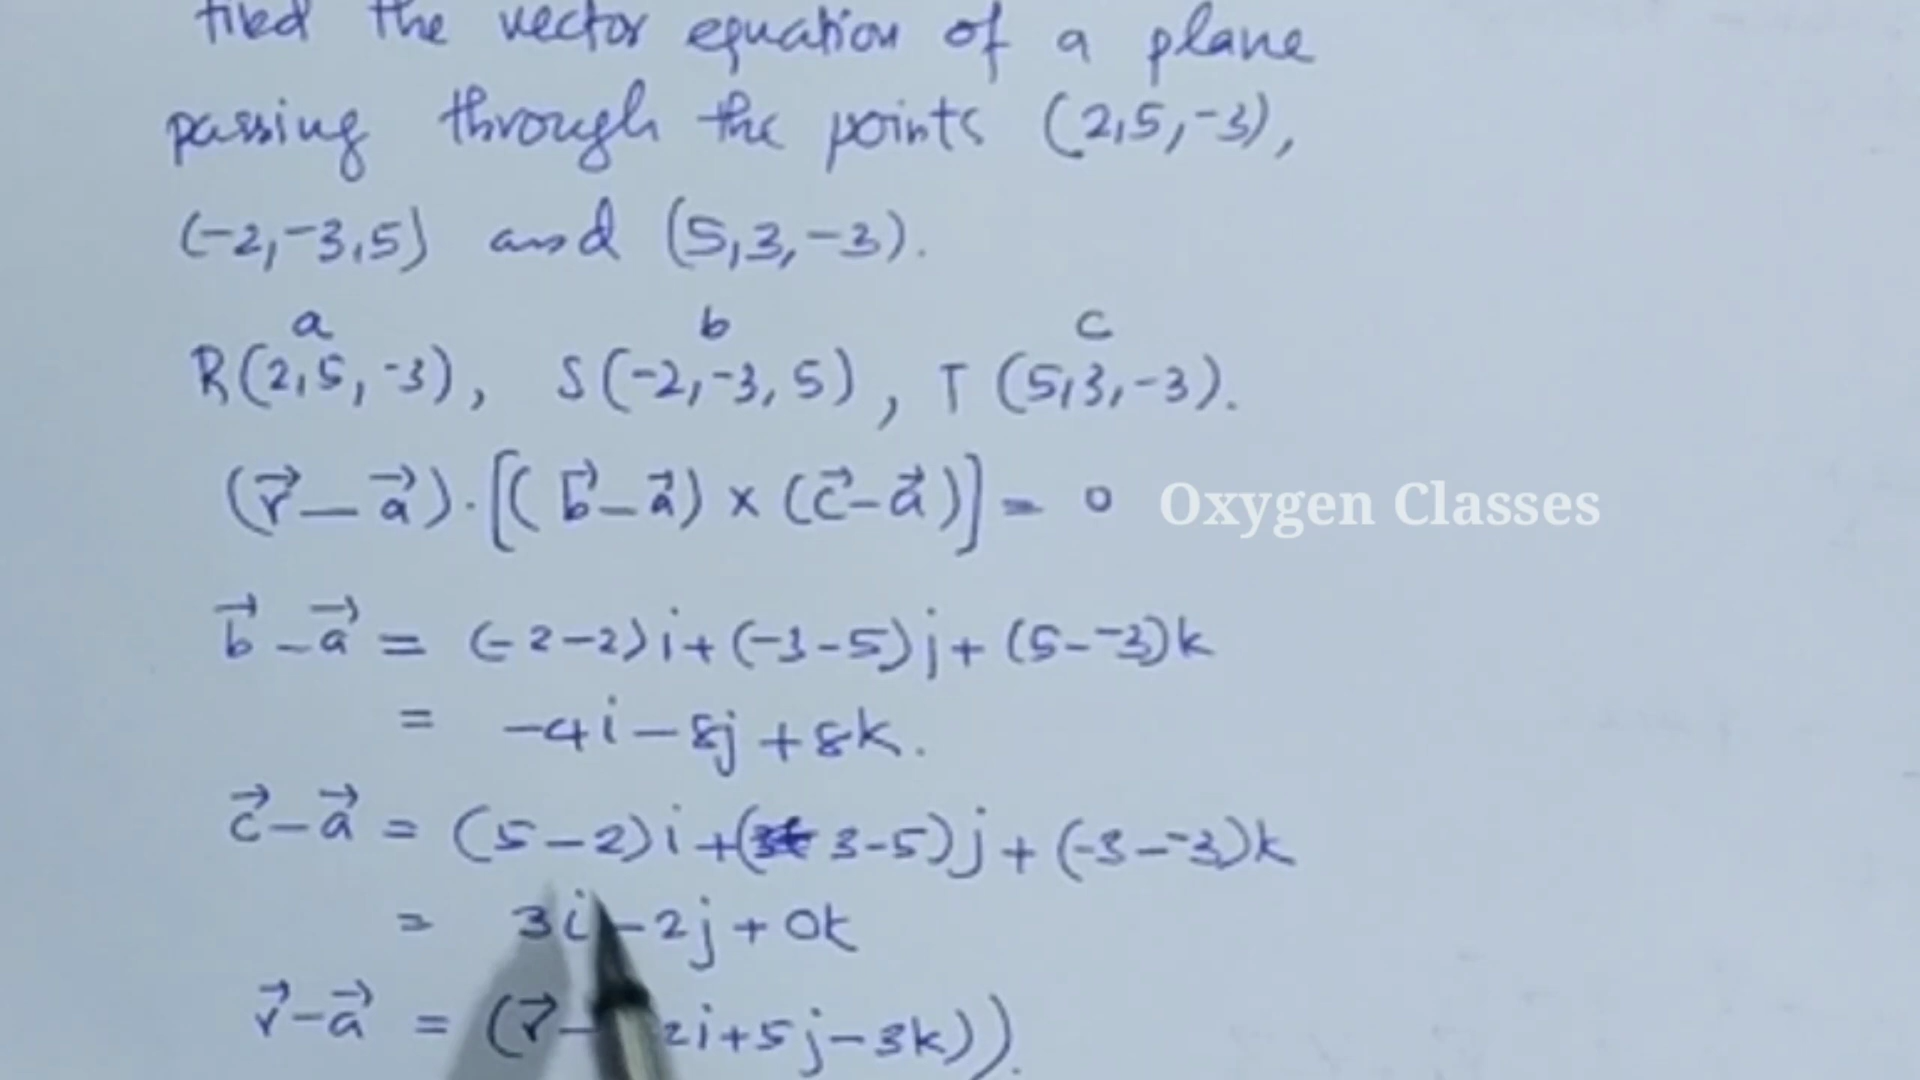 find the vector equation of a plane
passing through the points (2,5,-3),
(-2,-3,5) and (5,3,-3).
a b c
R(2,5,-3), S(-2,-3,5), T(5,3,-3).
(r⃗ - a⃗)·[(b⃗ - a⃗) × (c⃗ - a⃗)] = 0
Oxygen Classes
b⃗ - a⃗ = (-2-2)i + (-3-5)j + (5--3)k
= -4i - 8j + 8k.
c⃗ - a⃗ = (5-2)i + (3-5)j + (-3--3)k
= 3i - 2j + 0k
r⃗ - a⃗ = (r⃗ - 2i + 5j - 3k)).